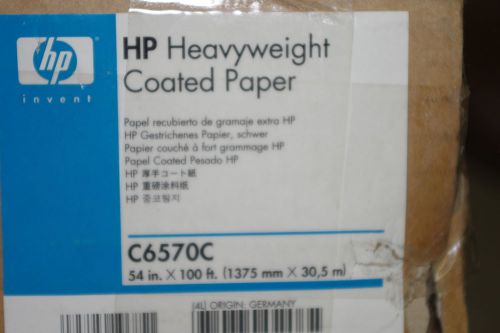 hp
invent
HP Heavyweight
Coated Paper
Papel recubierto de gramaje extra HP
HP Gestrichenes Papier, schwer
Papier couché à fort grammage HP
Papel Coated Pesado HP
HP 厚手コート紙
HP 重磅涂料纸
HP 중코팅지
C6570C
54 in. X 100 ft. (1375 mm X 30,5 m)
(4L) ORIGIN: GERMANY